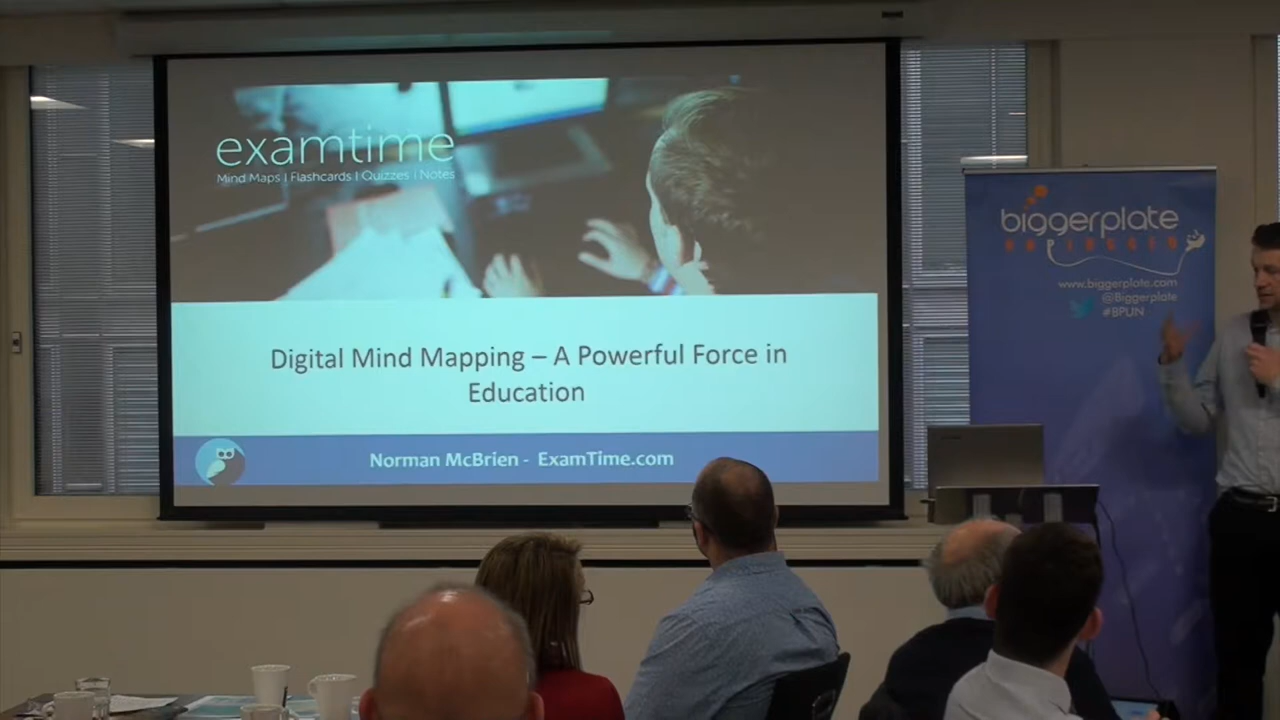 examtime
Mind Maps | Flashcards | Quizzes | Notes
Digital Mind Mapping – A Powerful Force in
Education
Norman McBrien - ExamTime.com
biggerplate
UNPLUGGED
www.biggerplate.com
@Biggerplate
#BPUN